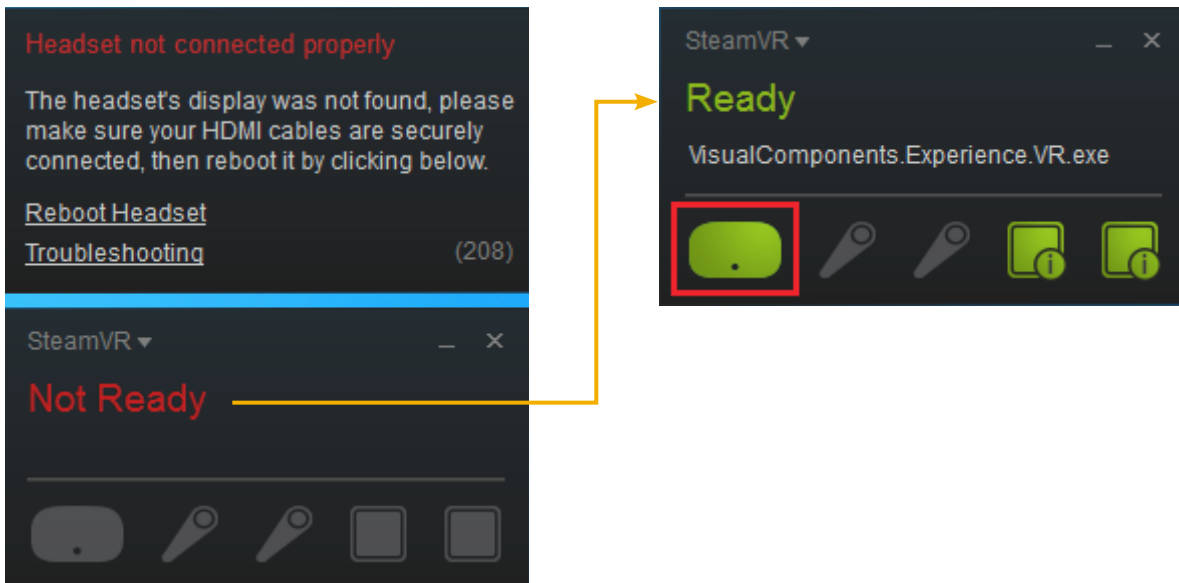 Headset not connected properly
The headset's display was not found, please
make sure your HDMI cables are securely
connected, then reboot it by clicking below.
Reboot Headset
Troubleshooting (208)
SteamVR
Not Ready
SteamVR
Ready
VisualComponents.Experience.VR.exe
i i